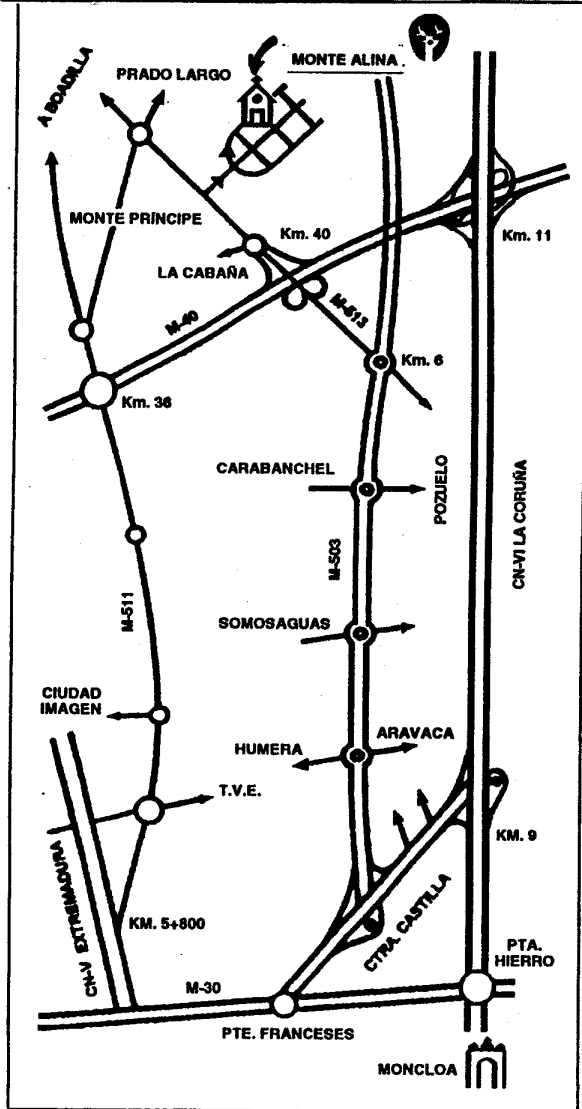 MONTE ALINA
PRADO LARGO
A BOADILLA
MONTE PRÍNCIPE
Km. 40
Km. 11
LA CABAÑA
M-40
M-513
Km. 6
Km. 36
CARABANCHEL
POZUELO
CN-VI LA CORUÑA
M-503
M-511
SOMOSAGUAS
CIUDAD
IMAGEN
HUMERA
ARAVACA
T.V.E.
KM. 9
CN-V EXTREMADURA
KM. 5+800
CTRA. CASTILLA
PTA.
HIERRO
M-30
PTE. FRANCESES
MONCLOA